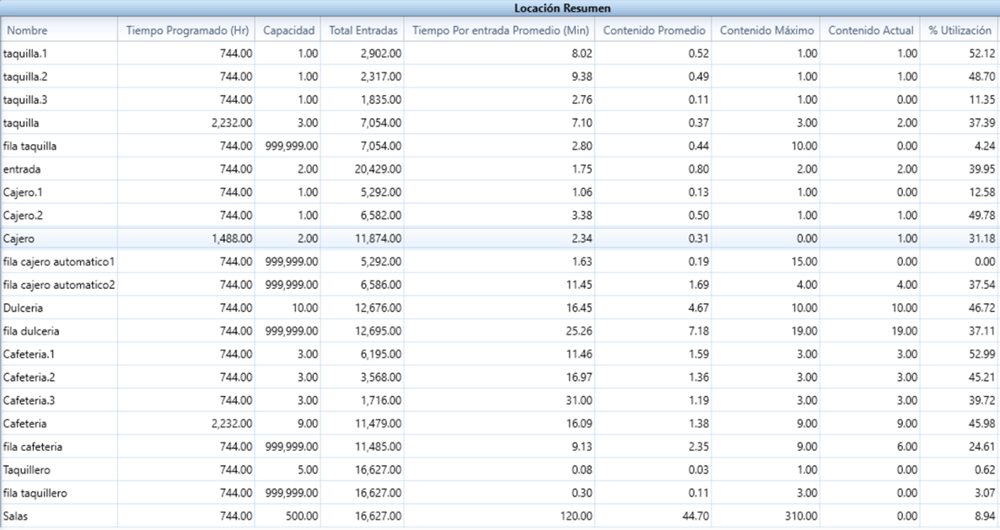 Locación Resumen
Nombre Tiempo Programado (Hr) Capacidad Total Entradas Tiempo Por entrada Promedio (Min) Contenido Promedio Contenido Máximo Contenido Actual % Utilización
taquilla.1 744.00 1.00 2,902.00 8.02 0.52 1.00 1.00 52.12
taquilla.2 744.00 1.00 2,317.00 9.38 0.49 1.00 1.00 48.70
taquilla.3 744.00 1.00 1,835.00 2.76 0.11 1.00 0.00 11.35
taquilla 2,232.00 3.00 7,054.00 7.10 0.37 3.00 2.00 37.39
fila taquilla 744.00 999,999.00 7,054.00 2.80 0.44 10.00 0.00 4.24
entrada 744.00 2.00 20,429.00 1.75 0.80 2.00 2.00 39.95
Cajero.1 744.00 1.00 5,292.00 1.06 0.13 1.00 0.00 12.58
Cajero.2 744.00 1.00 6,582.00 3.38 0.50 1.00 1.00 49.78
Cajero 1,488.00 2.00 11,874.00 2.34 0.31 0.00 1.00 31.18
fila cajero automatico1 744.00 999,999.00 5,292.00 1.63 0.19 15.00 0.00 0.00
fila cajero automatico2 744.00 999,999.00 6,586.00 11.45 1.69 4.00 4.00 37.54
Dulceria 744.00 10.00 12,676.00 16.45 4.67 10.00 10.00 46.72
fila dulceria 744.00 999,999.00 12,695.00 25.26 7.18 19.00 19.00 37.11
Cafeteria.1 744.00 3.00 6,195.00 11.46 1.59 3.00 3.00 52.99
Cafeteria.2 744.00 3.00 3,568.00 16.97 1.36 3.00 3.00 45.21
Cafeteria.3 744.00 3.00 1,716.00 31.00 1.19 3.00 3.00 39.72
Cafeteria 2,232.00 9.00 11,479.00 16.09 1.38 9.00 9.00 45.98
fila cafeteria 744.00 999,999.00 11,485.00 9.13 2.35 9.00 6.00 24.61
Taquillero 744.00 5.00 16,627.00 0.08 0.03 1.00 0.00 0.62
fila taquillero 744.00 999,999.00 16,627.00 0.30 0.11 3.00 0.00 3.07
Salas 744.00 500.00 16,627.00 120.00 44.70 310.00 0.00 8.94